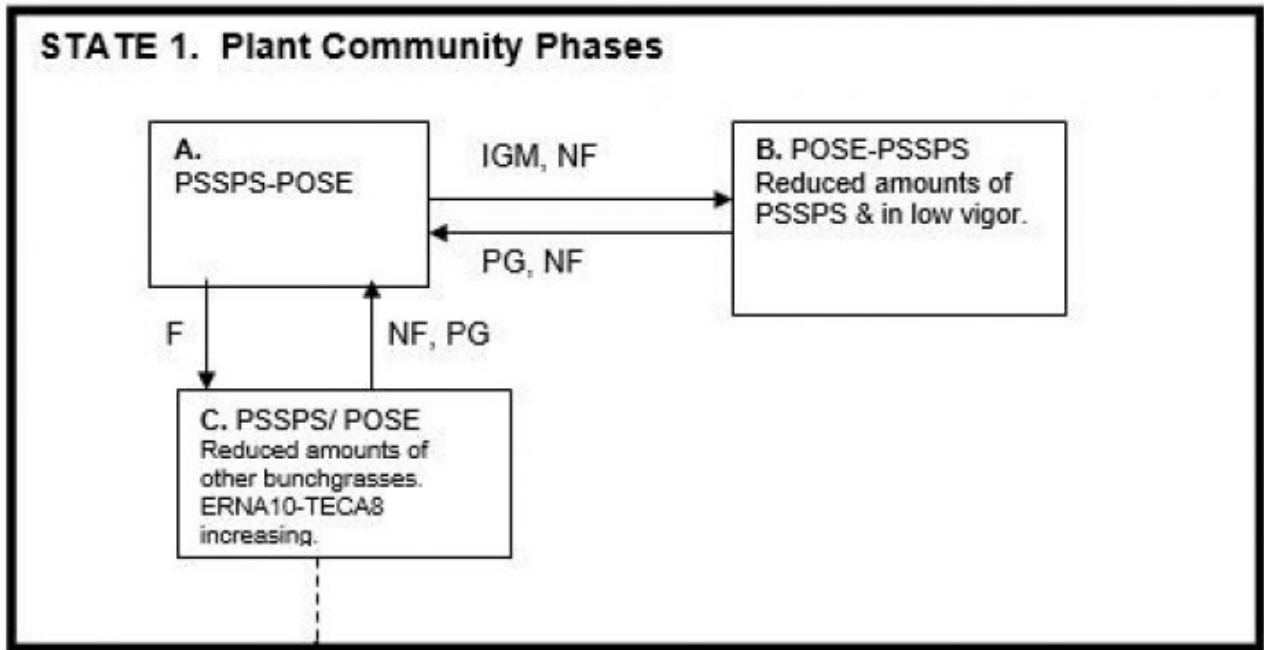 STATE 1. Plant Community Phases
A.
PSSPS-POSE
IGM, NF
B. POSE-PSSPS
Reduced amounts of
PSSPS & in low vigor.
PG, NF
F
NF, PG
C. PSSPS/ POSE
Reduced amounts of
other bunchgrasses.
ERNA10-TECA8
increasing.